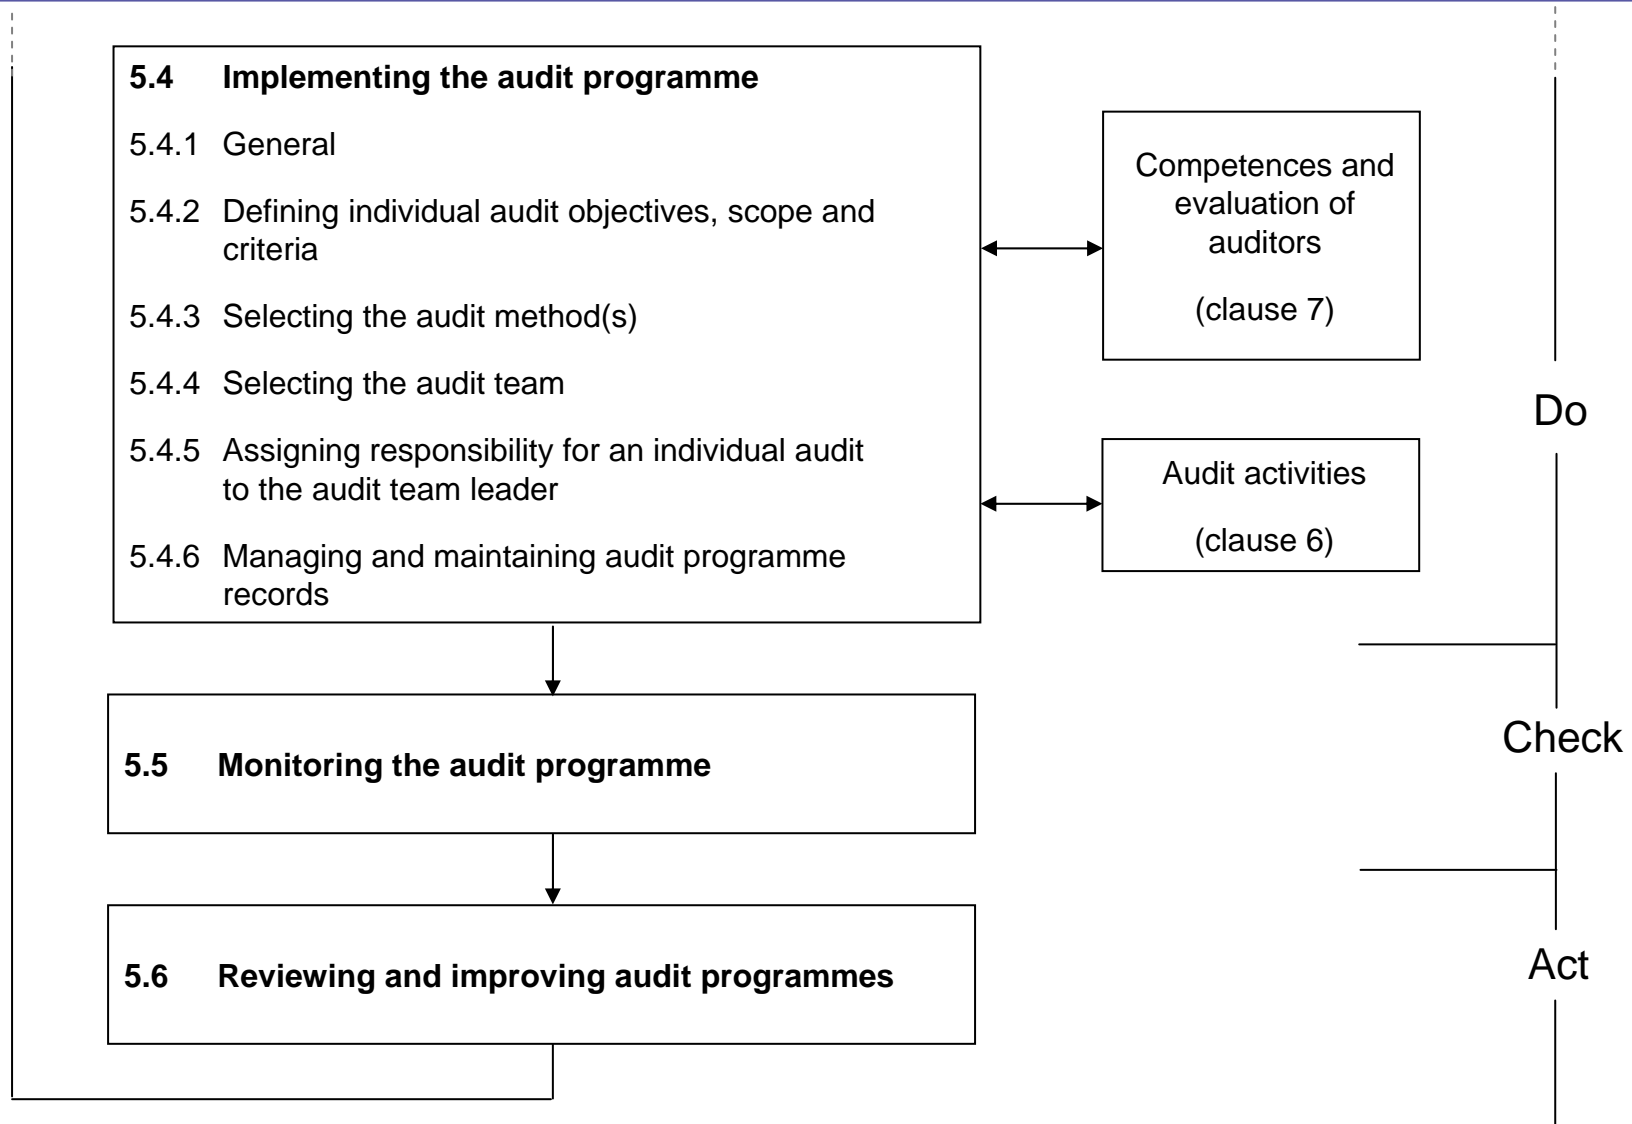 5.4 Implementing the audit programme
5.4.1 General
5.4.2 Defining individual audit objectives, scope and
criteria
5.4.3 Selecting the audit method(s)
5.4.4 Selecting the audit team
5.4.5 Assigning responsibility for an individual audit
to the audit team leader
5.4.6 Managing and maintaining audit programme
records
Competences and
evaluation of
auditors
(clause 7)
Audit activities
(clause 6)
Do
5.5 Monitoring the audit programme
Check
5.6 Reviewing and improving audit programmes
Act